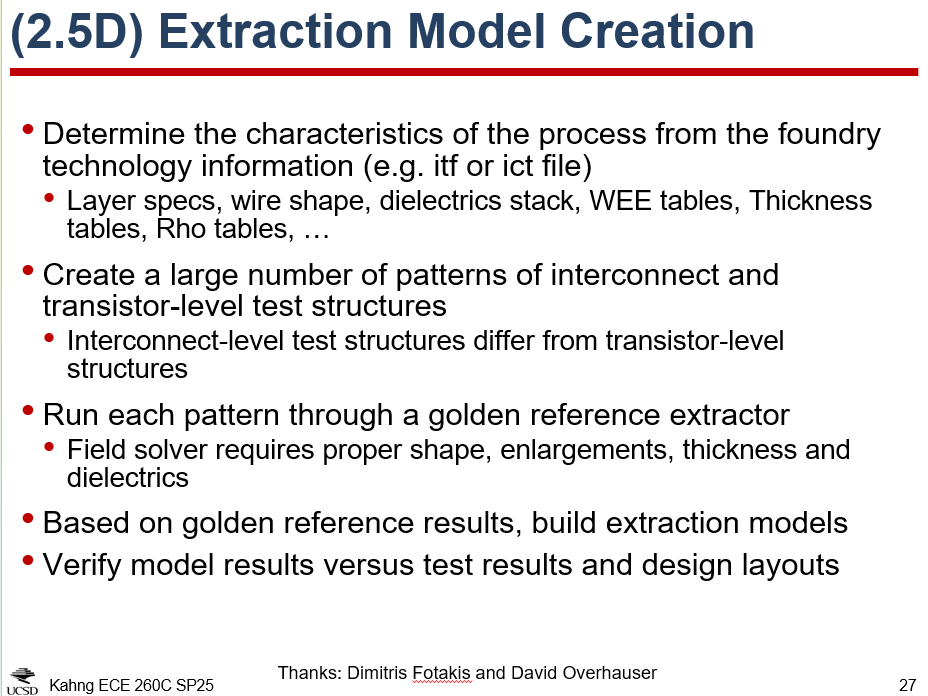 (2.5D) Extraction Model Creation
• Determine the characteristics of the process from the foundry
technology information (e.g. itf or ict file)
• Layer specs, wire shape, dielectrics stack, WEE tables, Thickness
tables, Rho tables, …
• Create a large number of patterns of interconnect and
transistor-level test structures
• Interconnect-level test structures differ from transistor-level
structures
• Run each pattern through a golden reference extractor
• Field solver requires proper shape, enlargements, thickness and
dielectrics
• Based on golden reference results, build extraction models
• Verify model results versus test results and design layouts
Thanks: Dimitris Fotakis and David Overhauser
UCSD Kahng ECE 260C SP25
27